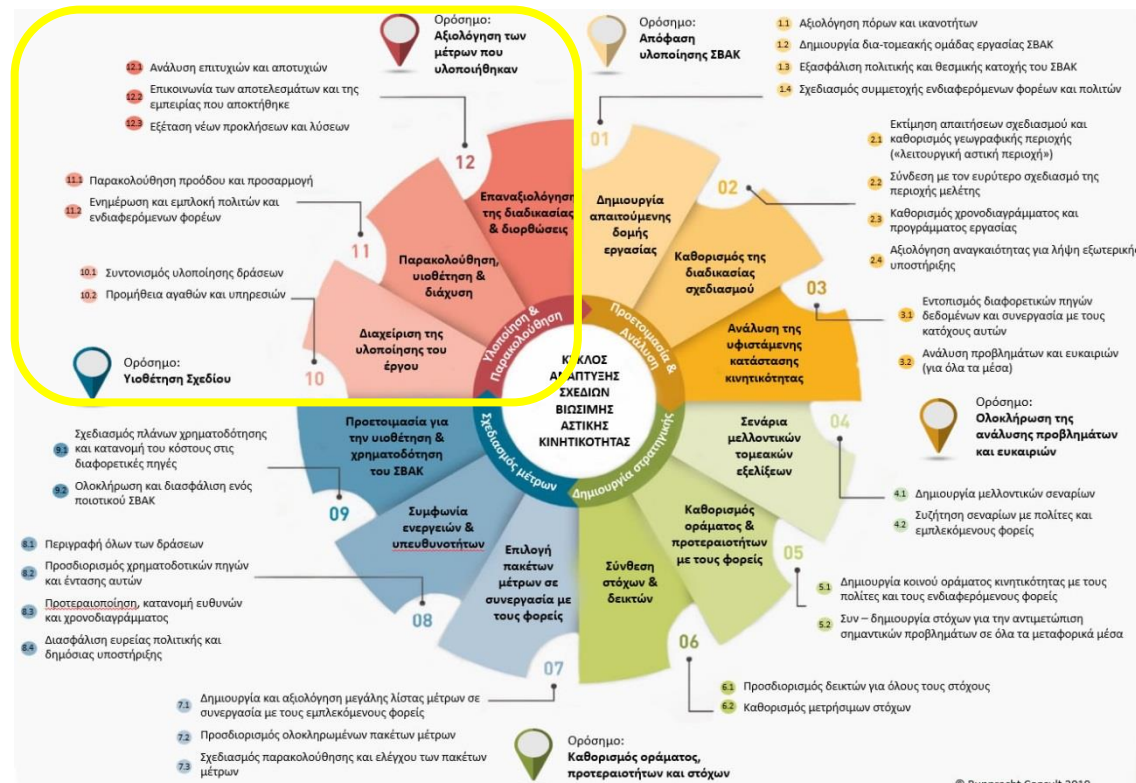 Ορόσημο:
Αξιολόγηση των
μέτρων που
υλοποιήθηκαν
12.1 Ανάλυση επιτυχιών και αποτυχιών
12.2 Επικοινωνία των αποτελεσμάτων και της
εμπειρίας που αποκτήθηκε
12.3 Εξέταση νέων προκλήσεων και λύσεων
11.1 Παρακολούθηση προόδου και προσαρμογή
11.2 Ενημέρωση και εμπλοκή πολιτών και
ενδιαφερόμενων φορέων
10.1 Συντονισμός υλοποίησης δράσεων
10.2 Προμήθεια αγαθών και υπηρεσιών
Ορόσημο:
Υιοθέτηση Σχεδίου
9.1 Σχεδιασμός πλάνων χρηματοδότησης
και κατανομή του κόστους στις
διαφορετικές πηγές
9.2 Ολοκλήρωση και διασφάλιση ενός
ποιοτικού ΣΒΑΚ
8.1 Περιγραφή όλων των δράσεων
8.2 Προσδιορισμός χρηματοδοτικών πηγών
και έντασης αυτών
8.3 Προτεραιοποίηση, κατανομή ευθυνών
και χρονοδιαγράμματος
8.4 Διασφάλιση ευρείας πολιτικής και
δημόσιας υποστήριξης
7.1 Δημιουργία και αξιολόγηση μεγάλης λίστας μέτρων σε
συνεργασία με τους εμπλεκόμενους φορείς
7.2 Προσδιορισμός ολοκληρωμένων πακέτων μέτρων
7.3 Σχεδιασμός παρακολούθησης και ελέγχου των πακέτων
μέτρων
Ορόσημο:
Απόφαση
υλοποίησης ΣΒΑΚ
1.1 Αξιολόγηση πόρων και ικανοτήτων
1.2 Δημιουργία δια-τομεακής ομάδας εργασίας ΣΒΑΚ
1.3 Εξασφάλιση πολιτικής και θεσμικής κατοχής του ΣΒΑΚ
1.4 Σχεδιασμός συμμετοχής ενδιαφερόμενων φορέων και πολιτών
2.1 Εκτίμηση απαιτήσεων σχεδιασμού και
καθορισμός γεωγραφικής περιοχής
(«λειτουργική αστική περιοχή»)
2.2 Σύνδεση με τον ευρύτερο σχεδιασμό της
περιοχής μελέτης
2.3 Καθορισμός χρονοδιαγράμματος και
προγράμματος εργασίας
2.4 Αξιολόγηση αναγκαιότητας για λήψη εξωτερικής
υποστήριξης
3.1 Εντοπισμός διαφορετικών πηγών
δεδομένων και συνεργασία με τους
κατόχους αυτών
3.2 Ανάλυση προβλημάτων και ευκαιριών
(για όλα τα μέσα)
Ορόσημο:
Ολοκλήρωση της
ανάλυσης προβλημάτων
και ευκαιριών
4.1 Δημιουργία μελλοντικών σεναρίων
4.2 Συζήτηση σεναρίων με πολίτες και
εμπλεκόμενους φορείς
5.1 Δημιουργία κοινού οράματος κινητικότητας με τους
πολίτες και τους ενδιαφερόμενους φορείς
5.2 Συν – δημιουργία στόχων για την αντιμετώπιση
σημαντικών προβλημάτων σε όλα τα μεταφορικά μέσα
6.1 Προσδιορισμός δεικτών για όλους τους στόχους
6.2 Καθορισμός μετρήσιμων στόχων
Ορόσημο:
Καθορισμός οράματος,
προτεραιοτήτων και στόχων
01
Δημιουργία
απαιτούμενης
δομής
εργασίας
02
Καθορισμός της
διαδικασίας
σχεδιασμού
03
Ανάλυση της
υφιστάμενης
κατάστασης
κινητικότητας
04
Σενάρια
μελλοντικών
τομεακών
εξελίξεων
05
Καθορισμός
οράματος &
προτεραιοτήτων
με τους φορείς
06
Σύνθεση
στόχων &
δεικτών
07
Επιλογή
πακέτων
μέτρων σε
συνεργασία με
τους φορείς
08
Συμφωνία
ενεργειών &
υπευθυνοτήτων
09
Προετοιμασία για
την υιοθέτηση &
χρηματοδότηση
του ΣΒΑΚ
10
Διαχείριση της
υλοποίησης του
έργου
11
Παρακολούθηση,
υιοθέτηση &
διάχυση
12
Επαναξιολόγηση
της διαδικασίας
& διορθώσεις
Προετοιμασία &
Ανάλυση
Δημιουργία στρατηγικής
Σχεδιασμός μέτρων
Υλοποίηση &
Παρακολούθηση
ΚΥΚΛΟΣ
ΑΝΑΠΤΥΞΗΣ
ΣΧΕΔΙΩΝ
ΒΙΩΣΙΜΗΣ
ΑΣΤΙΚΗΣ
ΚΙΝΗΤΙΚΟΤΗΤΑΣ
© Rupprecht Consult 2019